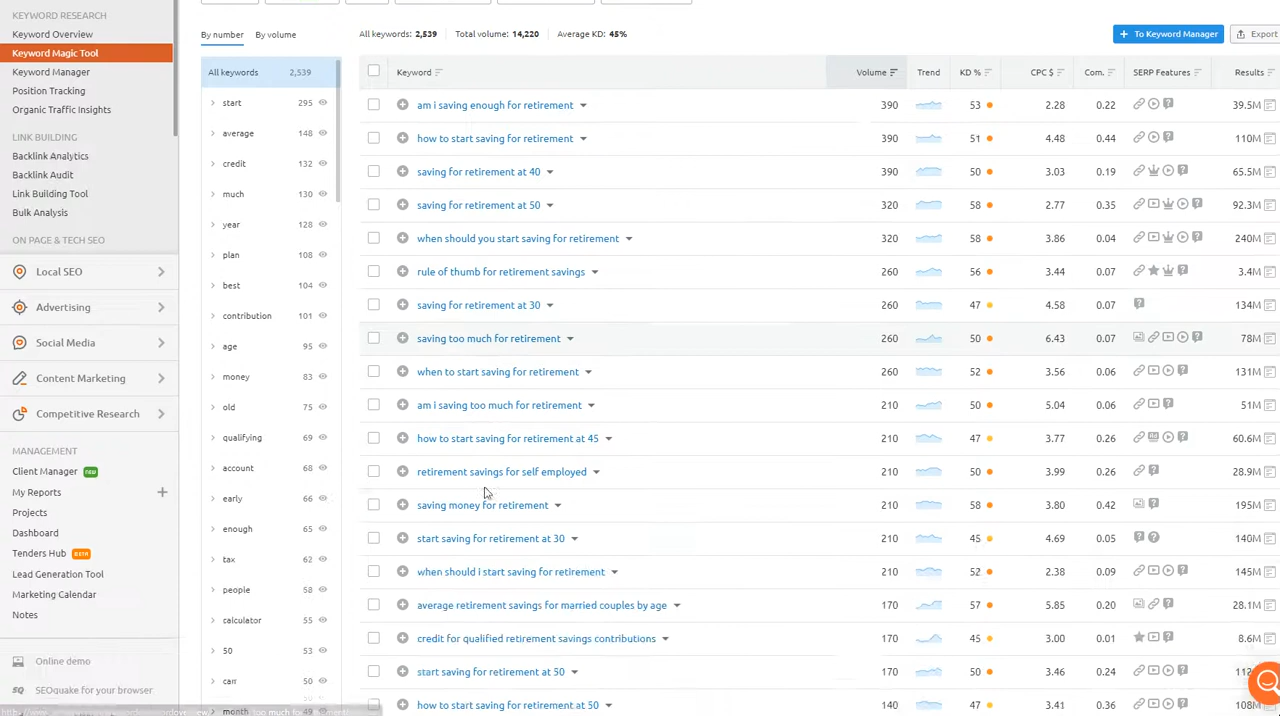 KEYWORD RESEARCH
Keyword Overview
Keyword Magic Tool
Keyword Manager
Position Tracking
Organic Traffic Insights
LINK BUILDING
Backlink Analytics
Backlink Audit
Link Building Tool
Bulk Analysis
ON PAGE & TECH SEO
Local SEO
Advertising
Social Media
Content Marketing
Competitive Research
MANAGEMENT
Client Manager new
My Reports
Projects
Dashboard
Tenders Hub BETA
Lead Generation Tool
Marketing Calendar
Notes
Online demo
SEOquake for your browser
By number By volume
All keywords: 2,539 Total volume: 14,220 Average KD: 45%
To Keyword Manager Export
All keywords 2,539
start 295
average 148
credit 132
much 130
year 128
plan 108
best 104
contribution 101
age 95
money 83
old 75
qualifying 69
account 68
early 66
enough 65
tax 62
people 58
calculator 55
50 53
carr 50
month 49
Keyword Volume Trend KD % CPC $ Com. SERP Features Results
am i saving enough for retirement 390 53 2.28 0.22 39.5M
how to start saving for retirement 390 51 4.48 0.44 110M
saving for retirement at 40 390 50 3.03 0.19 65.5M
saving for retirement at 50 320 58 2.77 0.35 92.3M
when should you start saving for retirement 320 58 3.86 0.04 240M
rule of thumb for retirement savings 260 56 3.44 0.07 3.4M
saving for retirement at 30 260 47 4.58 0.07 134M
saving too much for retirement 260 50 6.43 0.07 78M
when to start saving for retirement 260 52 3.56 0.06 131M
am i saving too much for retirement 210 50 5.04 0.06 51M
how to start saving for retirement at 45 210 47 3.77 0.26 60.6M
retirement savings for self employed 210 50 3.99 0.26 28.9M
saving money for retirement 210 58 3.80 0.42 195M
start saving for retirement at 30 210 45 4.69 0.05 140M
when should i start saving for retirement 210 52 2.38 0.09 145M
average retirement savings for married couples by age 170 57 5.85 0.20 28.1M
credit for qualified retirement savings contributions 170 45 3.00 0.01 8.6M
start saving for retirement at 50 170 50 3.46 0.24
how to start saving for retirement at 50 140 47 3.41 0.26 108M